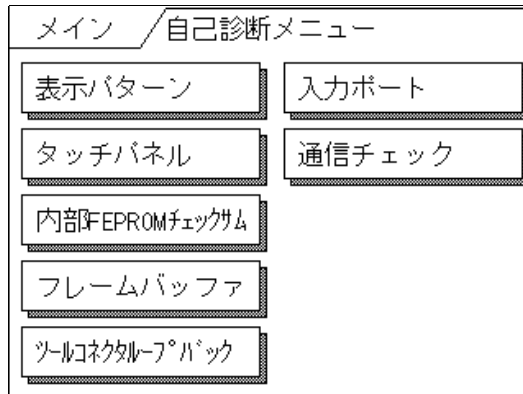 メイン 自己診断メニュー
表示パターン
入力ポート
タッチパネル
通信チェック
内部FEPROMチェックサム
フレームバッファ
ツールコネクタループバック